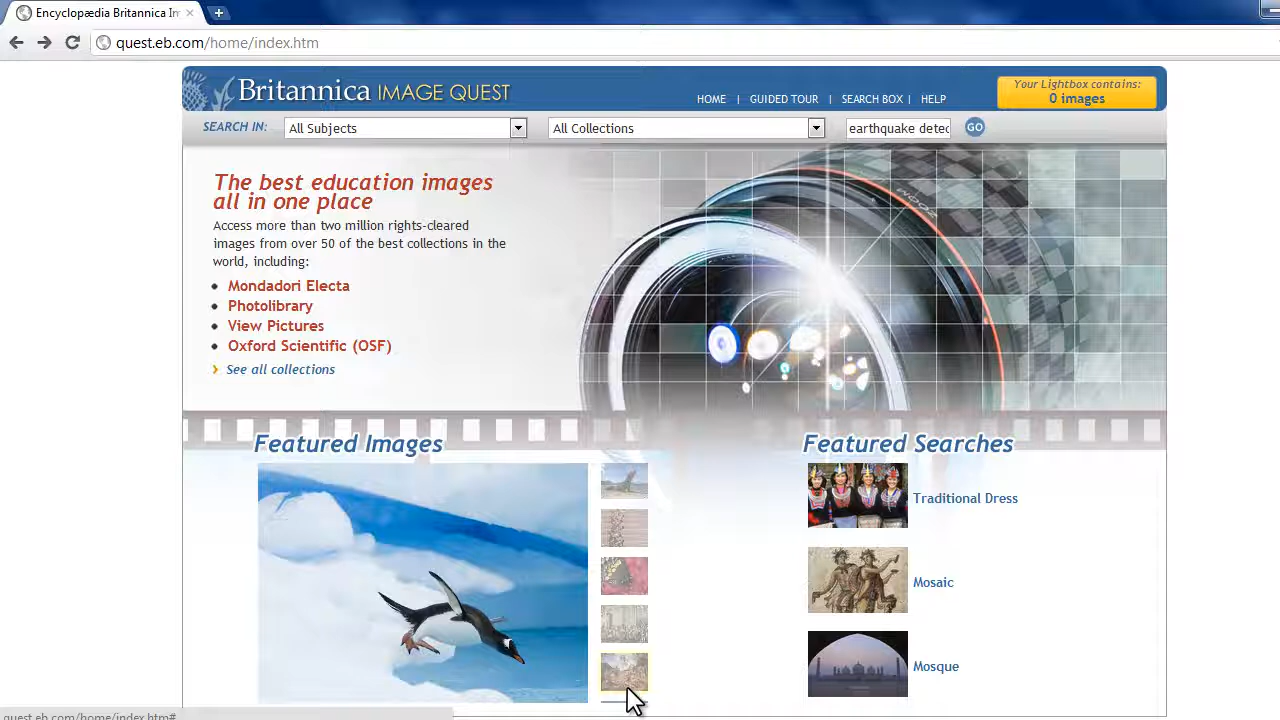 Encyclopædia Britannica Im
quest.eb.com/home/index.htm
Britannica IMAGE QUEST
HOME | GUIDED TOUR | SEARCH BOX | HELP
Your Lightbox contains:
0 images
SEARCH IN: All Subjects All Collections earthquake detec GO
The best education images
all in one place
Access more than two million rights-cleared
images from over 50 of the best collections in the
world, including:
Mondadori Electa
Photolibrary
View Pictures
Oxford Scientific (OSF)
See all collections
ZOOM
Featured Images
Featured Searches
Traditional Dress
Mosaic
Mosque
quest.eb.com/home/index.htm#